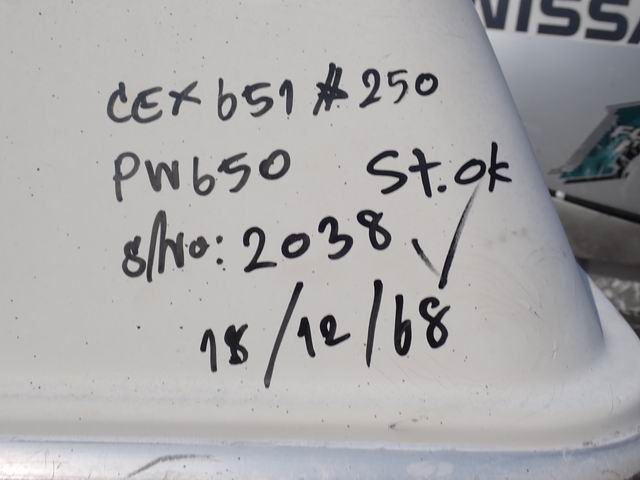 NISSA
CEX 651 #250
PW650 St.ok
S/No: 2038 ✓
18/12/68